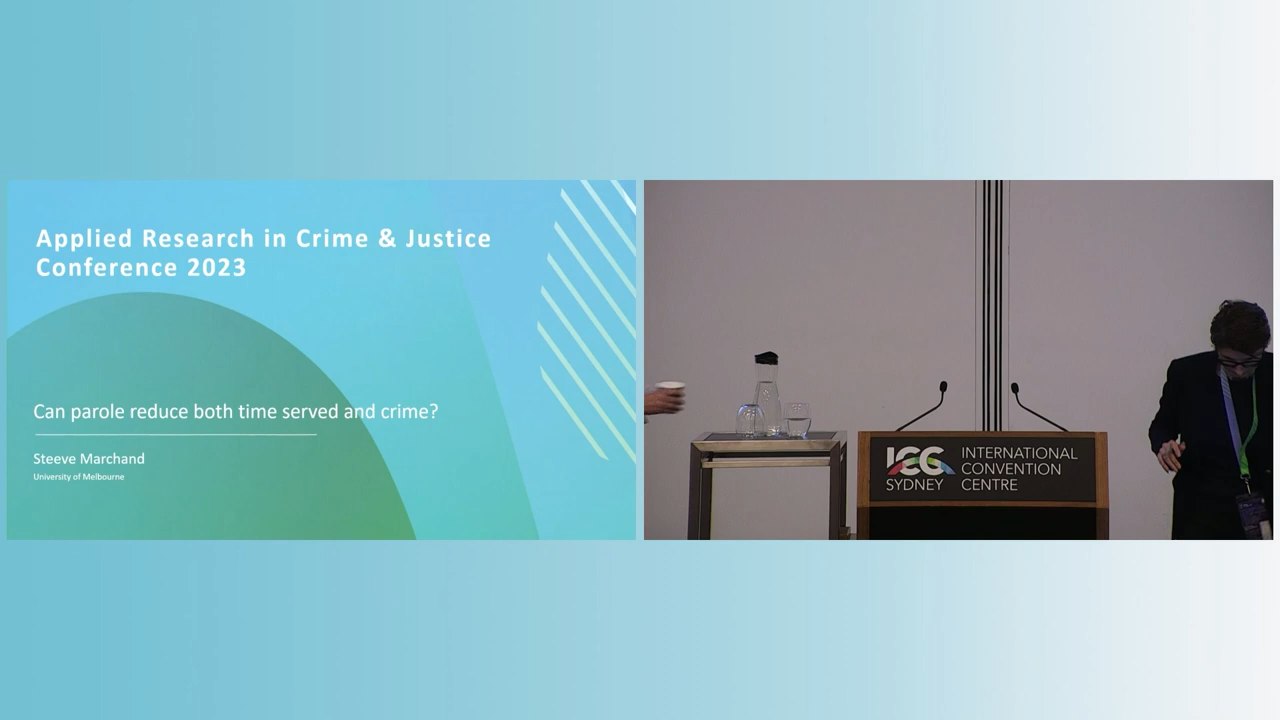 Applied Research in Crime & Justice
Conference 2023
Can parole reduce both time served and crime?
Steeve Marchand
University of Melbourne
ICC
SYDNEY
INTERNATIONAL
CONVENTION
CENTRE